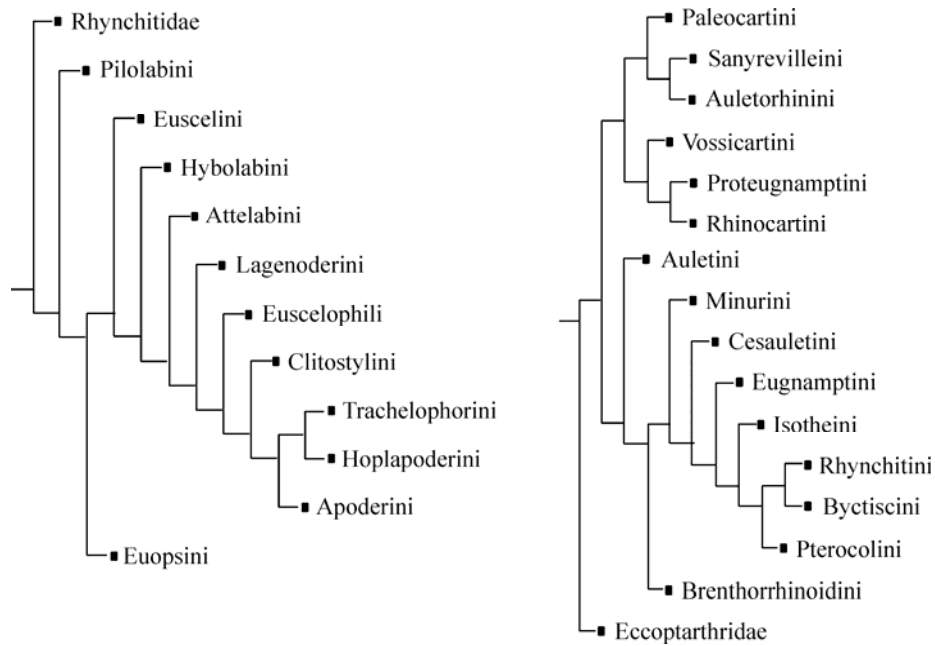 Rhynchitidae
Pilolabini
Euscelini
Hybolabini
Attelabini
Lagenoderini
Euscelophili
Clitostylini
Trachelophorini
Hoplapoderini
Apoderini
Euopsini
Paleocartini
Sanyrevilleini
Auletorhinini
Vossicartini
Proteugnamptini
Rhinocartini
Auletini
Minurini
Cesauletini
Eugnamptini
Isotheini
Rhynchitini
Byctiscini
Pterocolini
Brenthorrhinoidini
Eccoptarthridae